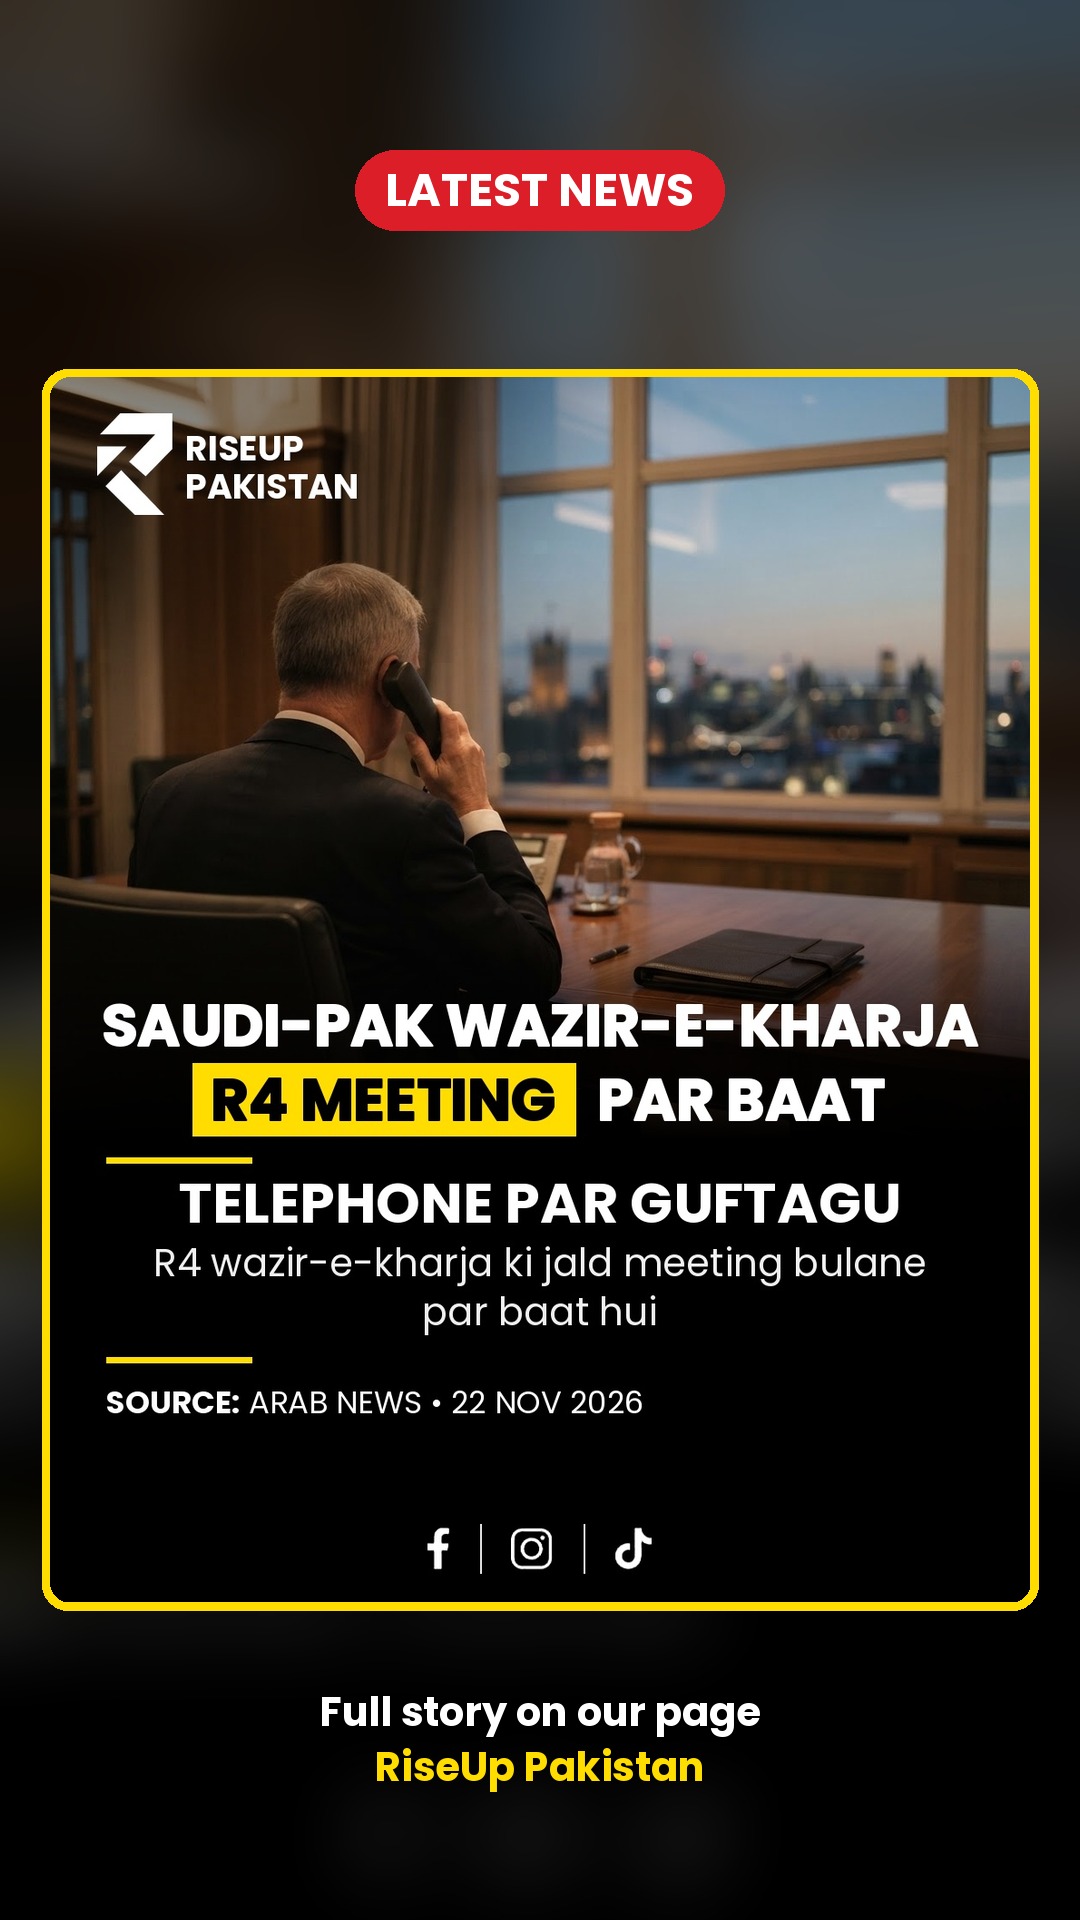 LATEST NEWS
RISEUP
PAKISTAN
SAUDI-PAK WAZIR-E-KHARJA
R4 MEETING PAR BAAT
TELEPHONE PAR GUFTAGU
R4 wazir-e-kharja ki jald meeting bulane
par baat hui
SOURCE: ARAB NEWS • 22 NOV 2026
Full story on our page
RiseUp Pakistan